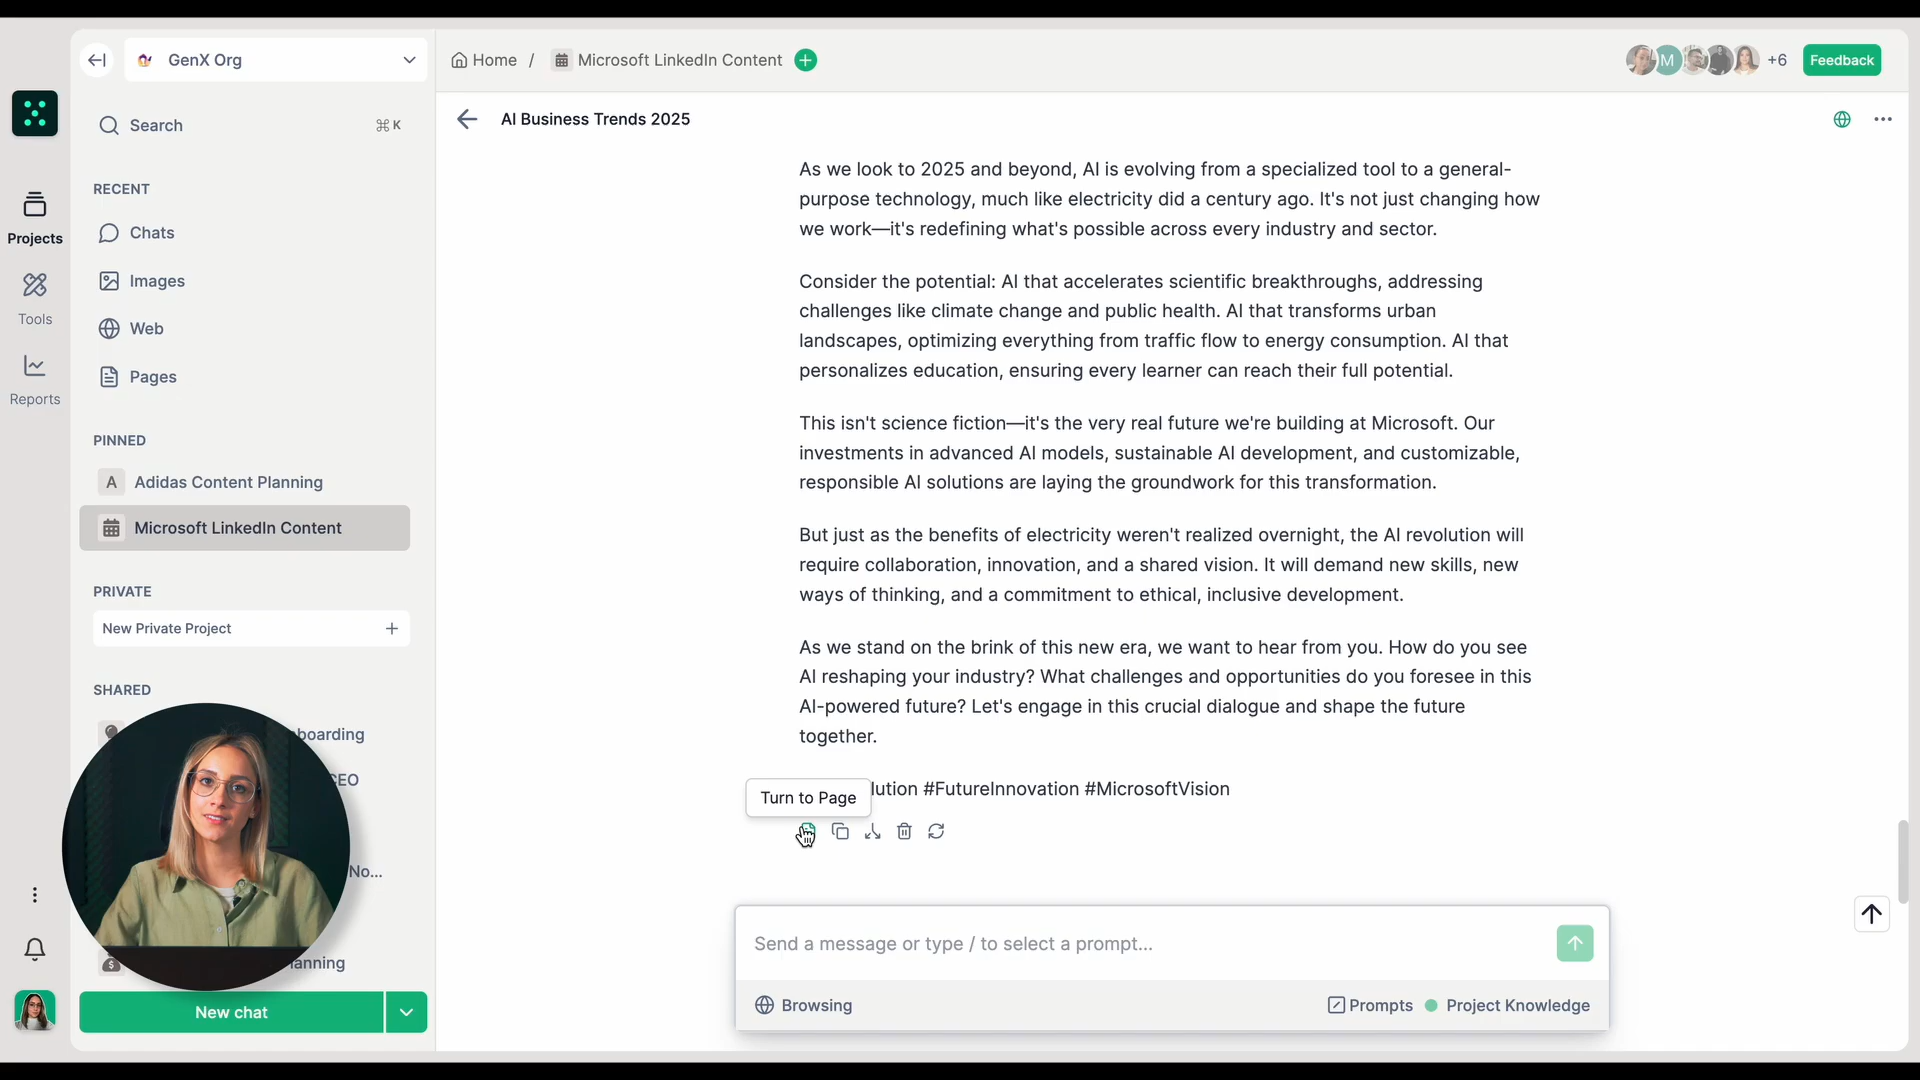 GenX Org
Home / Microsoft LinkedIn Content
M
+6
Feedback
Search ⌘K
AI Business Trends 2025
Projects
Tools
Reports
RECENT
Chats
Images
Web
Pages
PINNED
A Adidas Content Planning
Microsoft LinkedIn Content
PRIVATE
New Private Project +
SHARED
CEO
No...
New chat
As we look to 2025 and beyond, AI is evolving from a specialized tool to a general-
purpose technology, much like electricity did a century ago. It's not just changing how
we work—it's redefining what's possible across every industry and sector.
Consider the potential: AI that accelerates scientific breakthroughs, addressing
challenges like climate change and public health. AI that transforms urban
landscapes, optimizing everything from traffic flow to energy consumption. AI that
personalizes education, ensuring every learner can reach their full potential.
This isn't science fiction—it's the very real future we're building at Microsoft. Our
investments in advanced AI models, sustainable AI development, and customizable,
responsible AI solutions are laying the groundwork for this transformation.
But just as the benefits of electricity weren't realized overnight, the AI revolution will
require collaboration, innovation, and a shared vision. It will demand new skills, new
ways of thinking, and a commitment to ethical, inclusive development.
As we stand on the brink of this new era, we want to hear from you. How do you see
AI reshaping your industry? What challenges and opportunities do you foresee in this
AI-powered future? Let's engage in this crucial dialogue and shape the future
together.
#FutureInnovation #MicrosoftVision
Turn to Page
Send a message or type / to select a prompt...
Browsing
Prompts
Project Knowledge